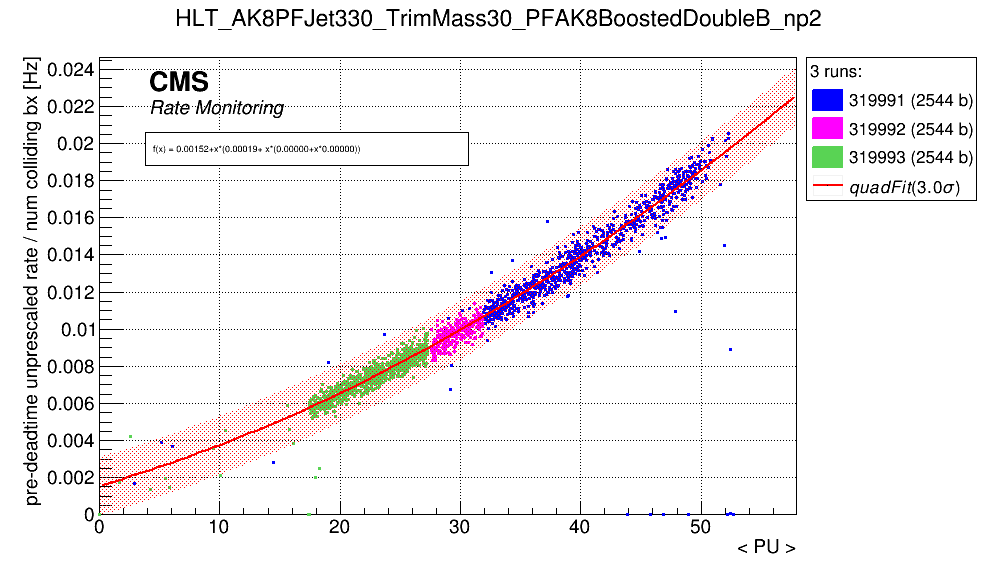 HLT_AK8PFJet330_TrimMass30_PFAK8BoostedDoubleB_np2
pre-deadtime unprescaled rate / num colliding bx [Hz]
0.024
0.022
0.02
0.018
0.016
0.014
0.012
0.01
0.008
0.006
0.004
0.002
0
CMS
Rate Monitoring
f(x) = 0.00152+x*(0.00019+ x*(0.00000+x*0.00000))
0 10 20 30 40 50
< PU >
3 runs:
319991 (2544 b)
319992 (2544 b)
319993 (2544 b)
quadFit(3.0σ)